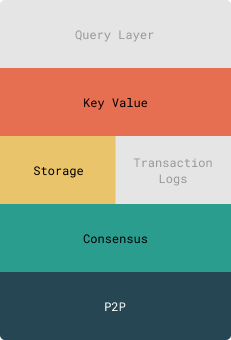 Query Layer
Key Value
Storage
Transaction
Logs
Consensus
P2P